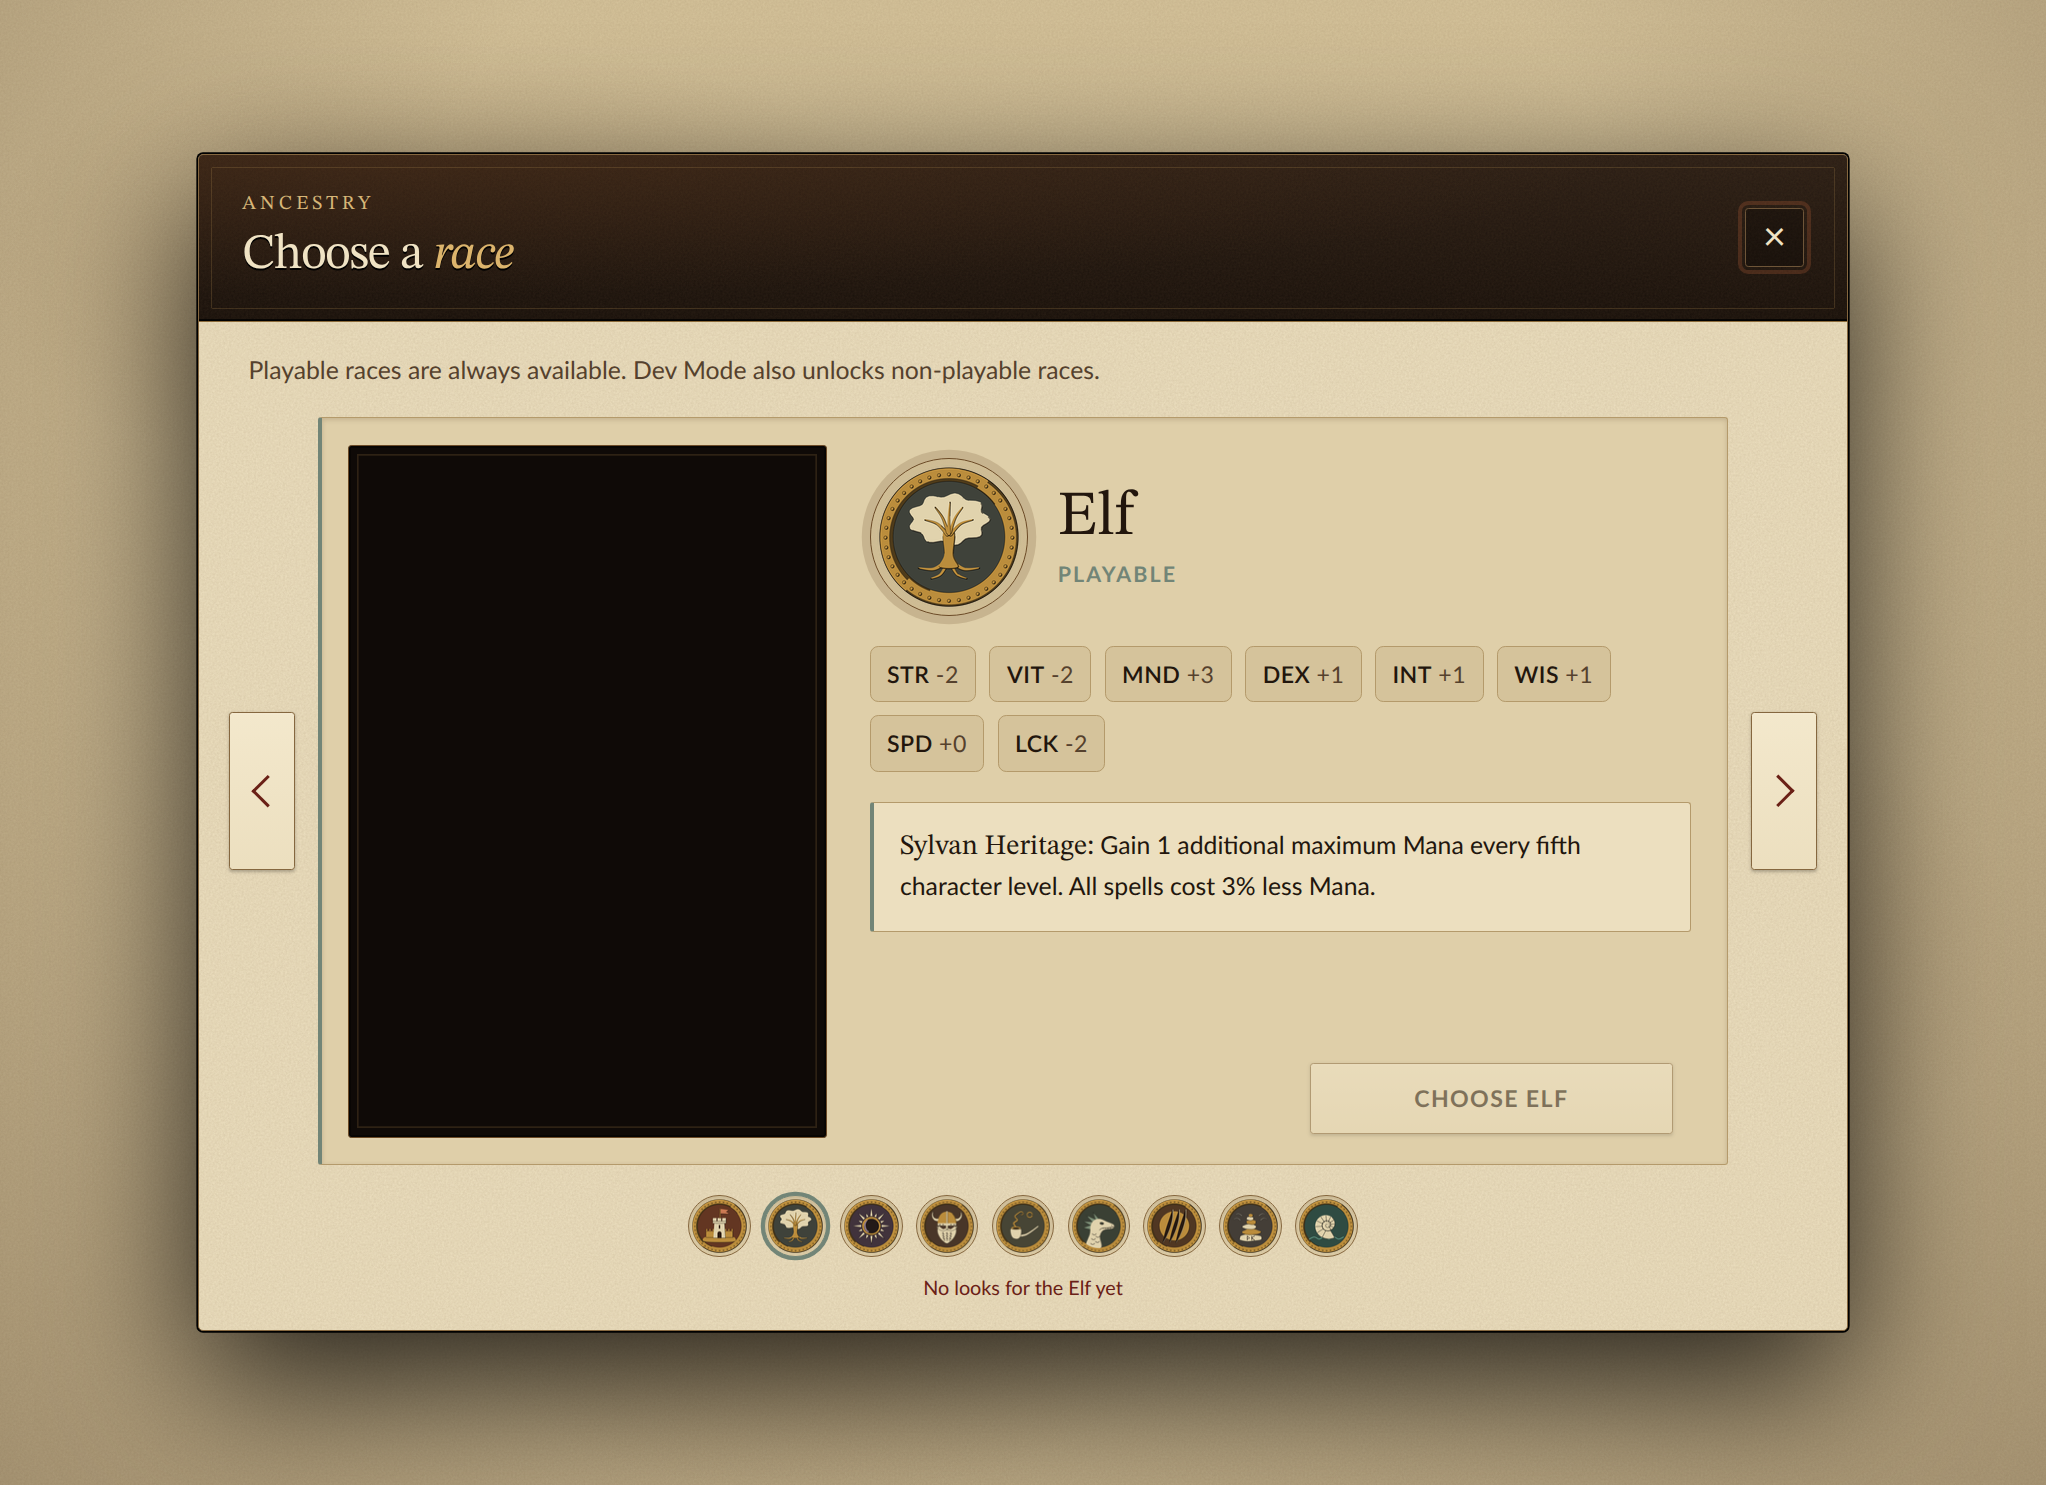 ANCESTRY
Choose a race
Playable races are always available. Dev Mode also unlocks non-playable races.
Elf
PLAYABLE
STR -2 VIT -2 MND +3 DEX +1 INT +1 WIS +1
SPD +0 LCK -2
Sylvan Heritage: Gain 1 additional maximum Mana every fifth
character level. All spells cost 3% less Mana.
CHOOSE ELF
No looks for the Elf yet